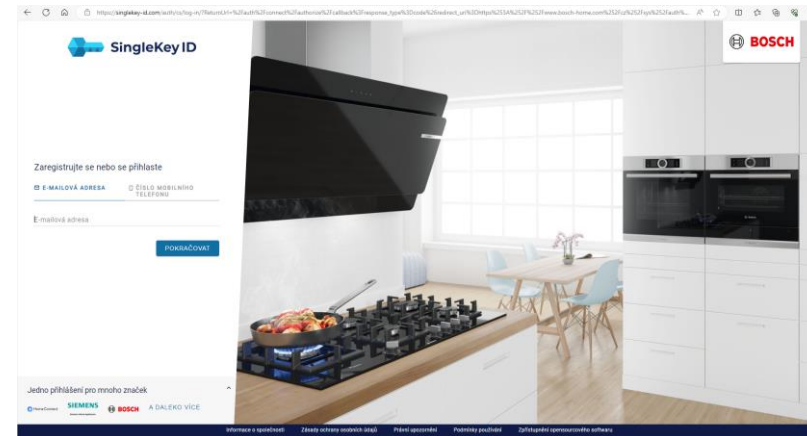 SingleKey ID
BOSCH
Zaregistrujte se nebo se přihlaste
E-MAILOVÁ ADRESA
ČÍSLO MOBILNÍHO
TELEFONU
E-mailová adresa
POKRAČOVAT
Jedno přihlášení pro mnoho značek
Home Connect SIEMENS BOSCH A DALEKO VÍCE
Informace o společnosti Zásady ochrany osobních údajů Právní upozornění Podmínky používání Zpřístupnění opensourcového softwaru